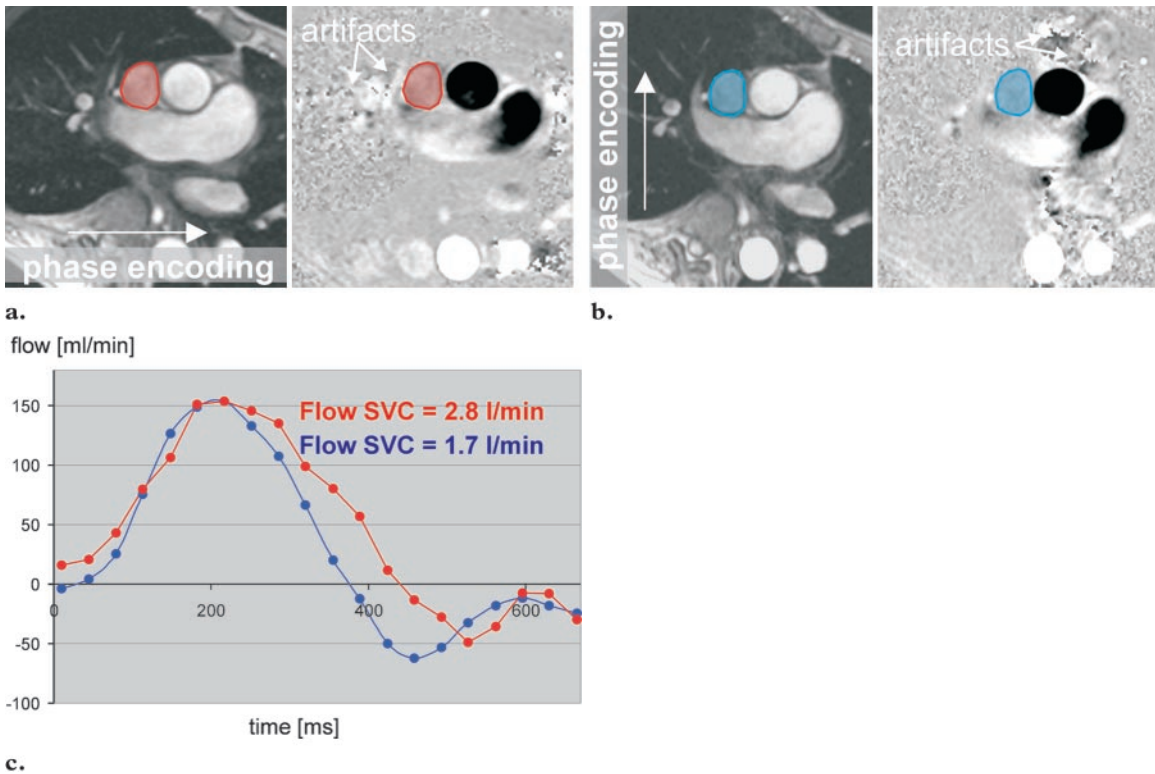 artifacts
phase encoding
a.
phase encoding
artifacts
b.
flow [ml/min]
150
100
50
0
-50
-100
0
200
400
600
Flow SVC = 2.8 l/min
Flow SVC = 1.7 l/min
time [ms]
c.